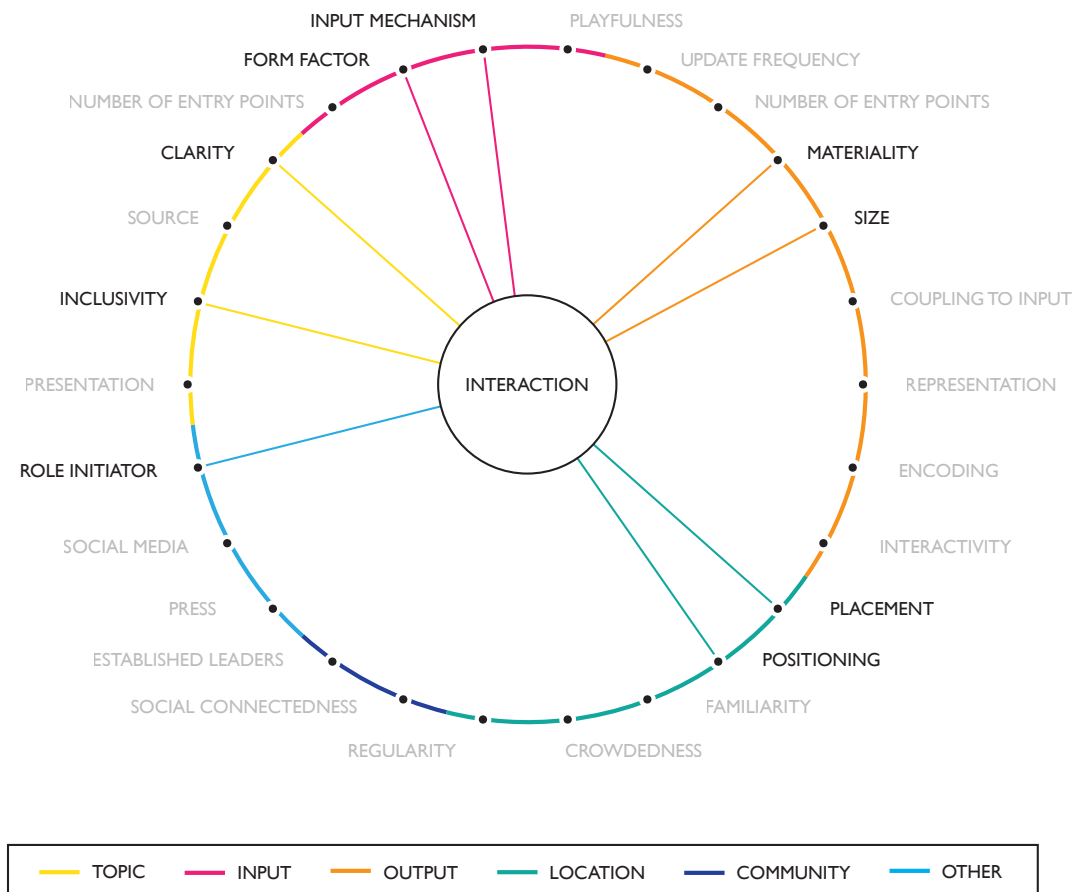 INPUT MECHANISM
PLAYFULNESS
FORM FACTOR
UPDATE FREQUENCY
NUMBER OF ENTRY POINTS
NUMBER OF ENTRY POINTS
CLARITY
MATERIALITY
SOURCE
SIZE
INCLUSIVITY
COUPLING TO INPUT
PRESENTATION
INTERACTION
REPRESENTATION
ROLE INITIATOR
ENCODING
SOCIAL MEDIA
INTERACTIVITY
PRESS
PLACEMENT
ESTABLISHED LEADERS
POSITIONING
SOCIAL CONNECTEDNESS
FAMILIARITY
REGULARITY
CROWDEDNESS
TOPIC
INPUT
OUTPUT
LOCATION
COMMUNITY
OTHER